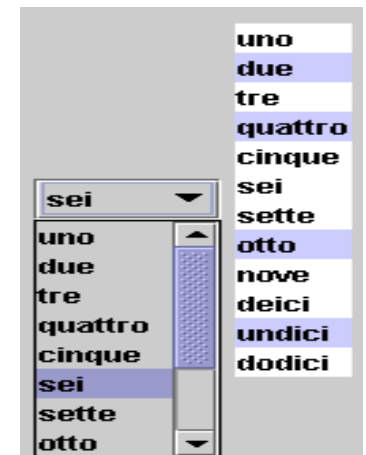 sei
uno
due
tre
quattro
cinque
sei
sette
otto
uno
due
tre
quattro
cinque
sei
sette
otto
nove
deici
undici
dodici